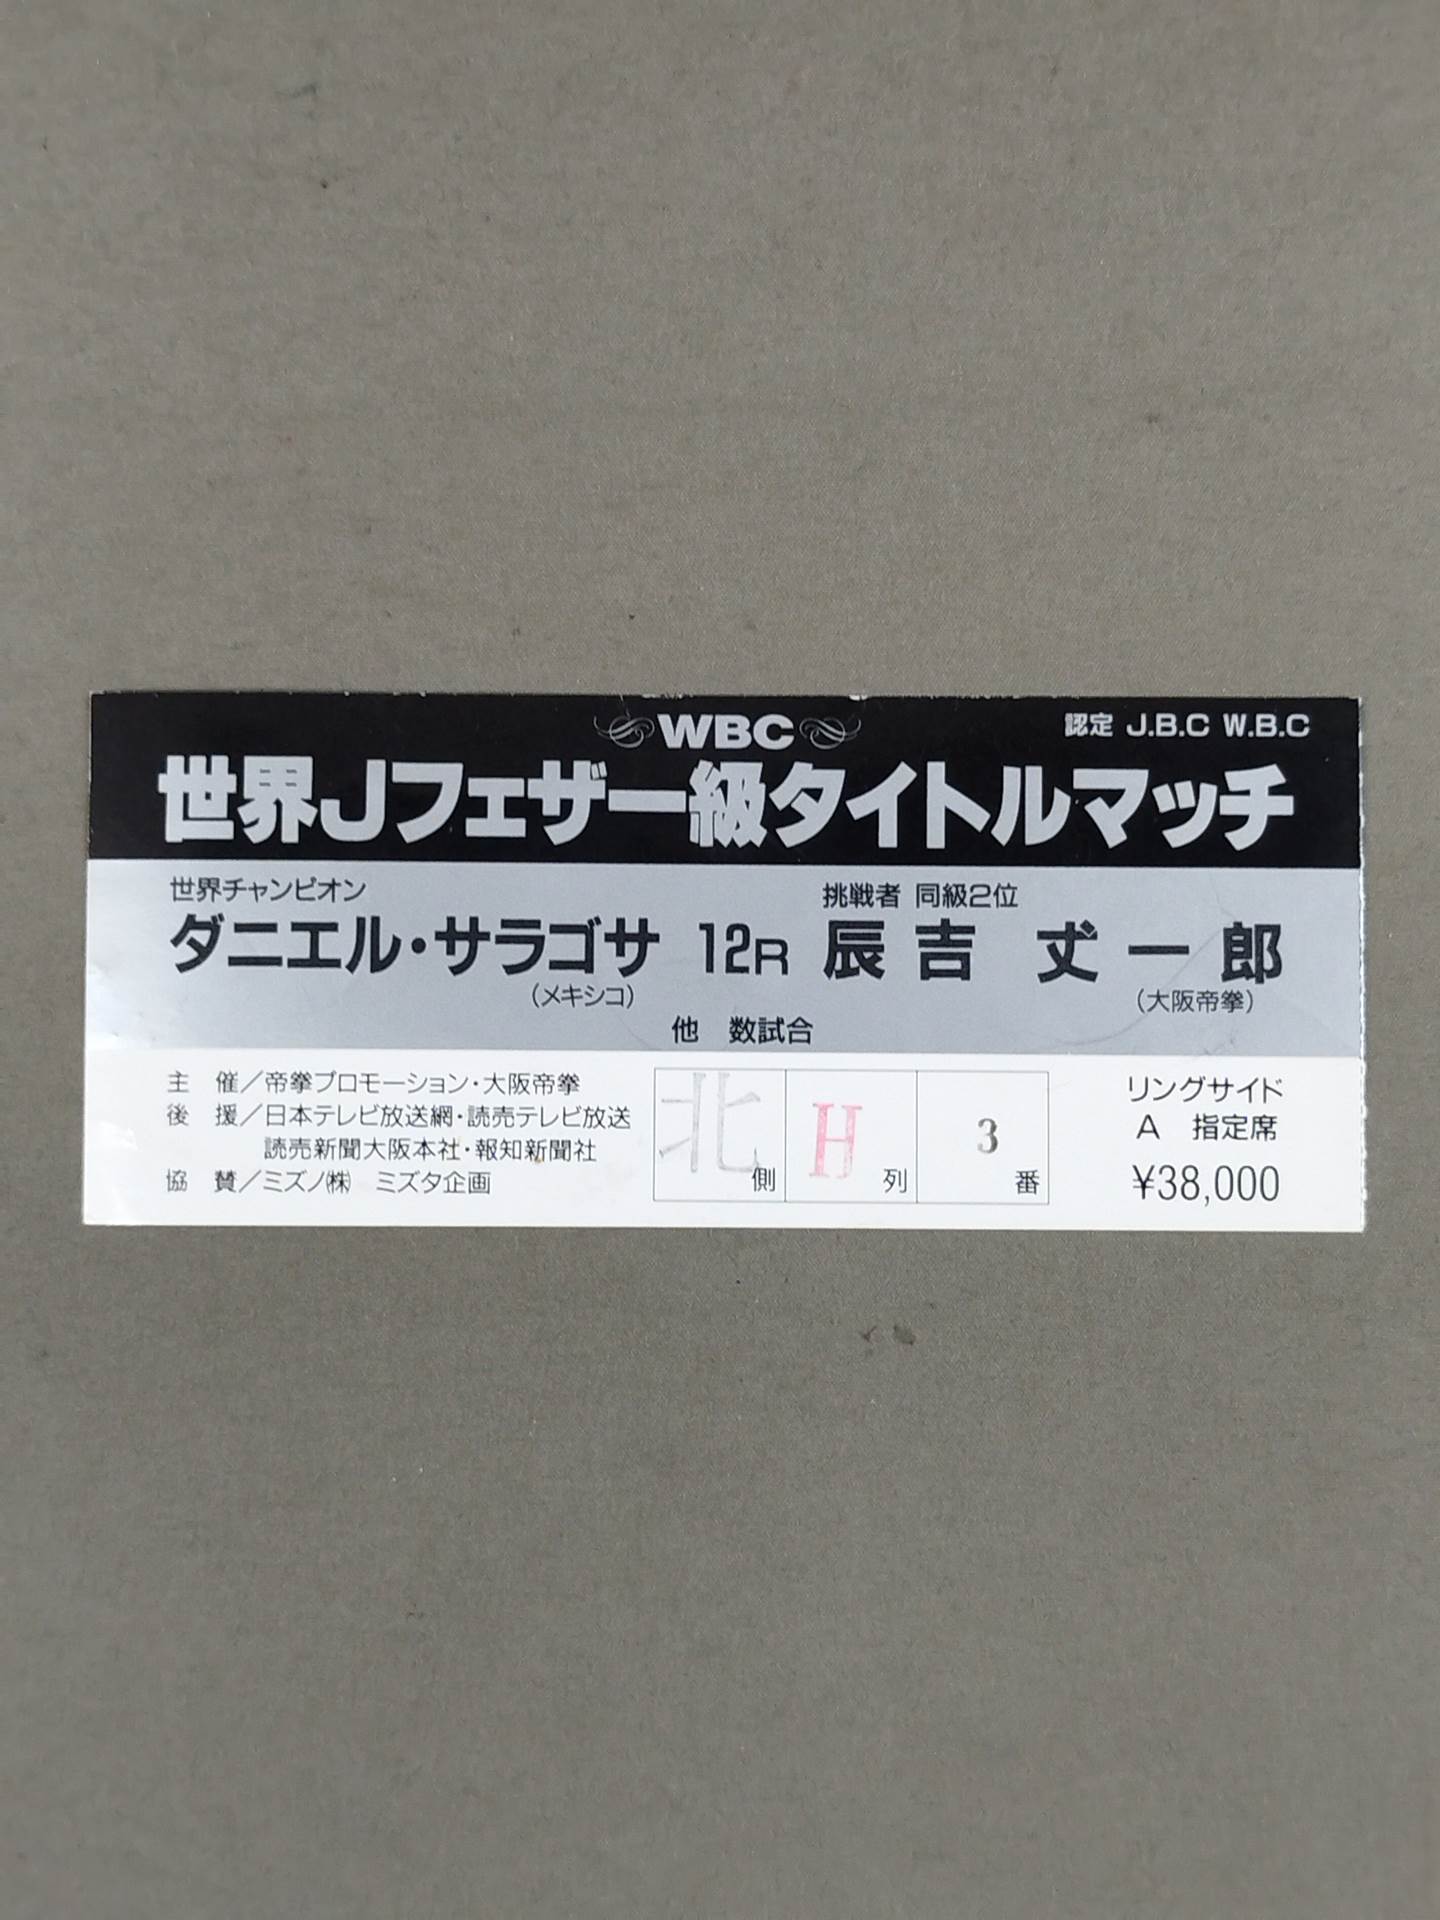 WBC
認定 J.B.C W.B.C
世界Jフェザー級タイトルマッチ
世界チャンピオン
挑戦者 同級2位
ダニエル・サラゴサ 12R 辰吉 丈一郎
(メキシコ)
(大阪帝拳)
他 数試合
主 催/帝拳プロモーション・大阪帝拳
後 援/日本テレビ放送網・読売テレビ放送
読売新聞大阪本社・報知新聞社
協 賛/ミズノ㈱ ミズタ企画
北側 H列 3番
リングサイド
A 指定席
¥38,000